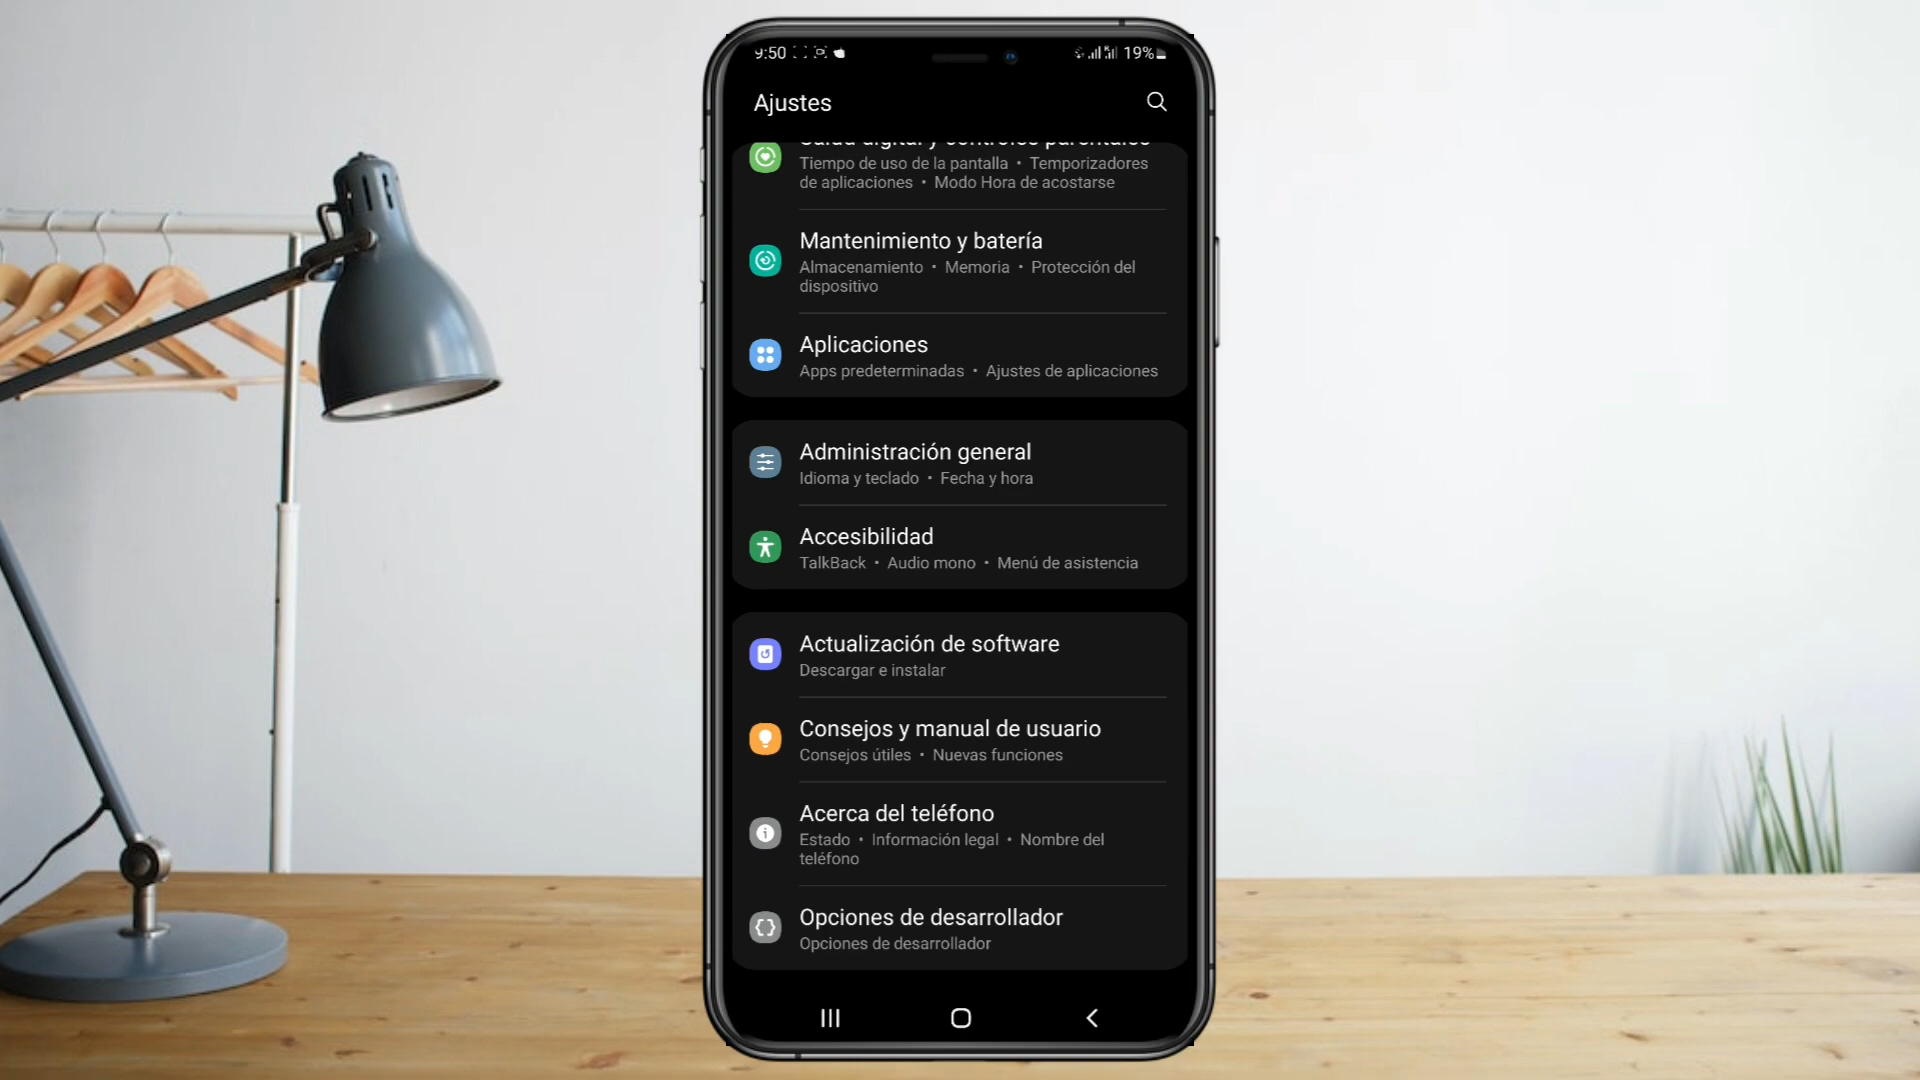 9:50
19%
Ajustes
Salud digital y controles parentales
Tiempo de uso de la pantalla • Temporizadores
de aplicaciones • Modo Hora de acostarse
Mantenimiento y batería
Almacenamiento • Memoria • Protección del
dispositivo
Aplicaciones
Apps predeterminadas • Ajustes de aplicaciones
Administración general
Idioma y teclado • Fecha y hora
Accesibilidad
TalkBack • Audio mono • Menú de asistencia
Actualización de software
Descargar e instalar
Consejos y manual de usuario
Consejos útiles • Nuevas funciones
Acerca del teléfono
Estado • Información legal • Nombre del
teléfono
Opciones de desarrollador
Opciones de desarrollador